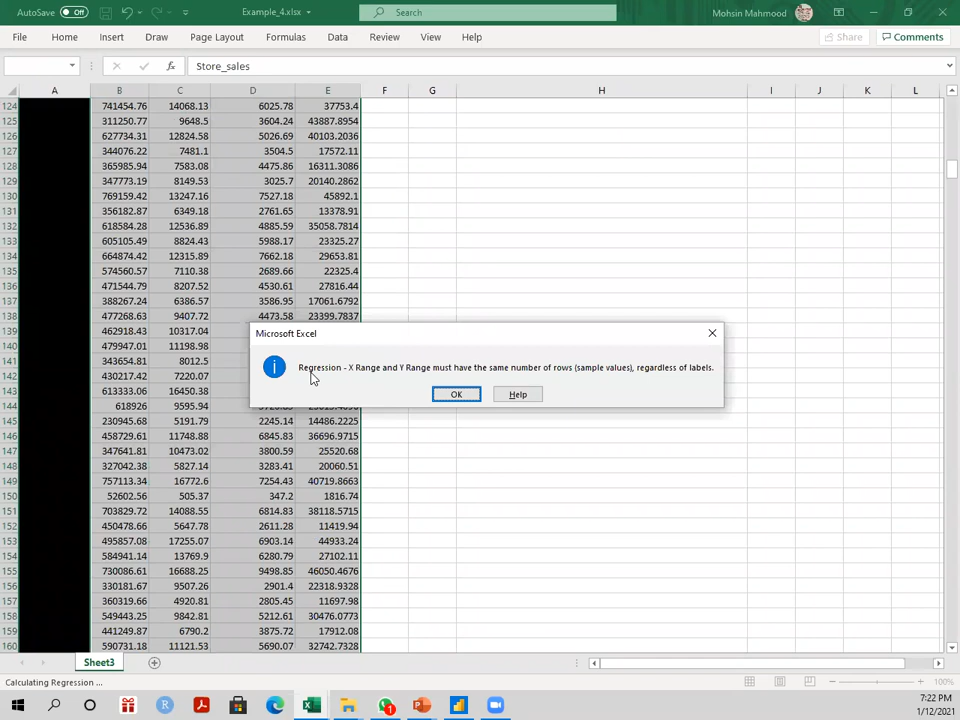 AutoSave Off Example_4.xlsx Search Mohsin Mahmood
File Home Insert Draw Page Layout Formulas Data Review View Help Share Comments
fx Store_sales
A B C D E F G H I J K L
124 741454.76 14068.13 6025.78 37753.4
125 311250.77 9648.5 3604.24 43887.8954
126 627734.31 12824.58 5026.69 40103.2036
127 344076.22 7481.1 3504.5 17572.11
128 365985.94 7583.08 4475.86 16311.3086
129 347773.19 8149.53 3025.7 20140.2862
130 769159.42 13247.16 7527.18 45892.1
131 356182.87 6349.18 2761.65 13378.91
132 618584.28 12536.89 4885.59 35058.7814
133 605105.49 8824.43 5988.17 23325.27
134 664874.42 12315.89 7662.18 29653.81
135 574560.57 7110.38 2689.66 22325.4
136 471544.79 8207.52 4530.61 27816.44
137 388267.24 6386.57 3586.95 17061.6792
138 477268.63 9407.72 4473.58 23399.7837
139 462918.43 10317.04
140 479947.01 11198.98
141 343654.81 8012.5
142 430217.42 7220.07
143 613333.06 16450.38
144 618926 9595.94
145 230945.68 5191.79 2245.14 14486.2225
146 458729.61 11748.88 6845.83 36696.9715
147 347641.81 10473.02 3800.59 25520.68
148 327042.38 5827.14 3283.41 20060.51
149 757113.34 16772.6 7254.43 40719.8663
150 52602.56 505.37 347.2 1816.74
151 703829.72 14088.55 6814.83 38118.5715
152 450478.66 5647.78 2611.28 11419.94
153 495857.08 17255.07 6903.14 44933.24
154 584941.14 13769.9 6280.79 27102.11
155 730086.61 16688.25 9498.85 46050.4676
156 330181.67 9507.26 2901.4 22318.9328
157 360319.66 4920.81 2805.45 11697.98
158 549443.25 9842.81 5212.61 30476.0773
159 441249.87 6790.2 3875.72 17912.08
160 590731.18 11121.53 5690.07 32742.7328
Microsoft Excel
Regression - X Range and Y Range must have the same number of rows (sample values), regardless of labels.
OK Help
Sheet3
Calculating Regression ... 100%
7:22 PM
1/12/2021